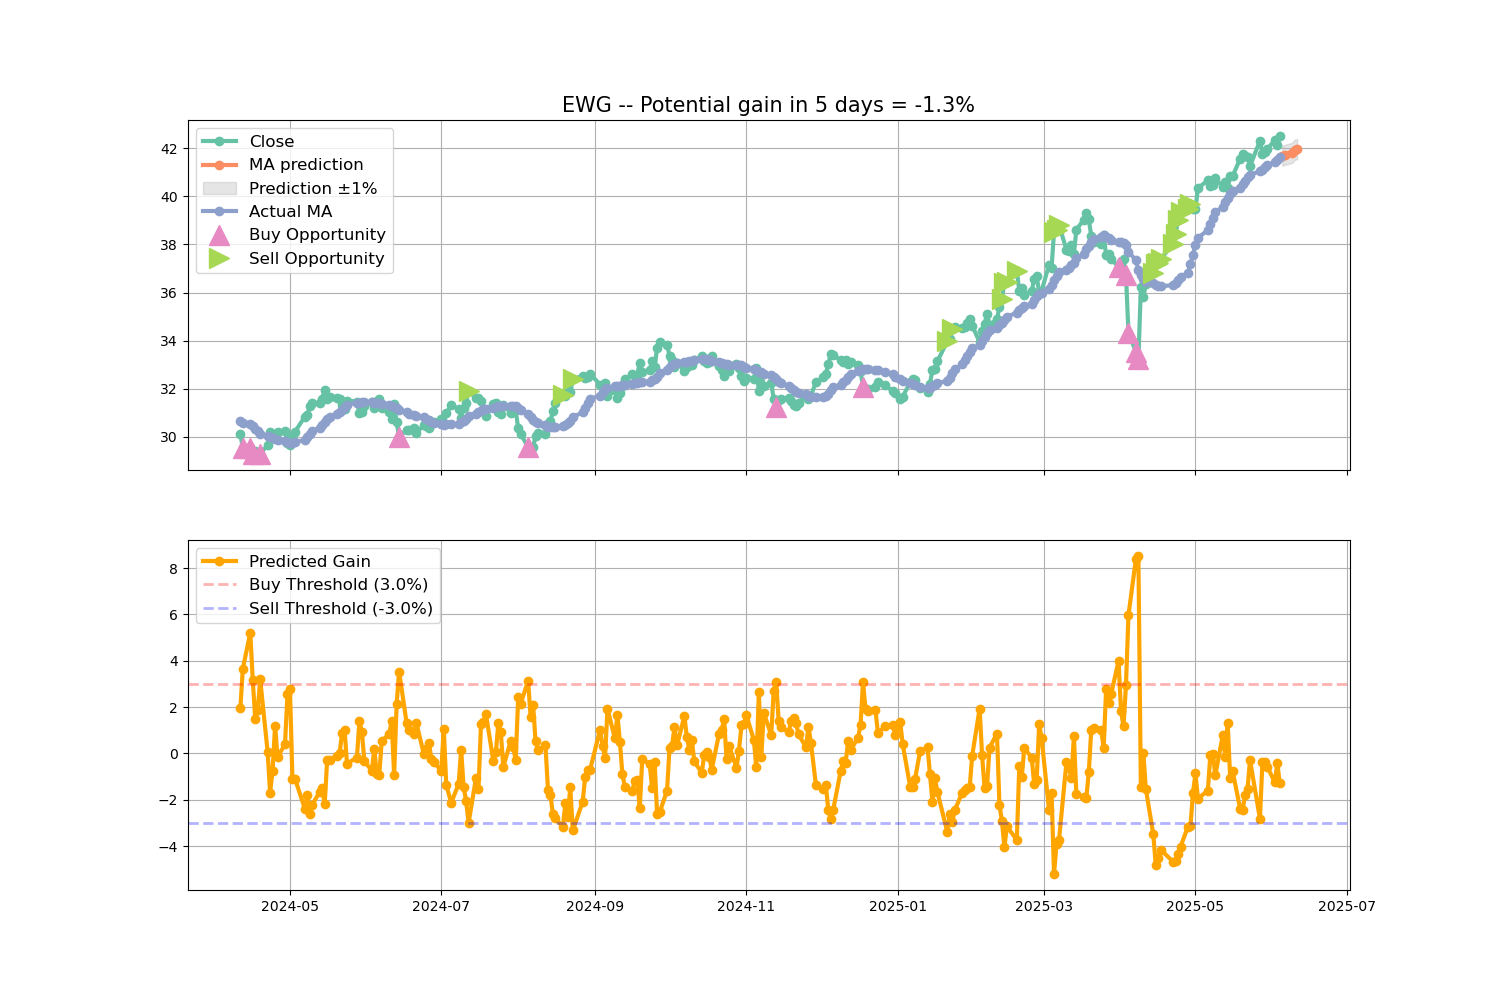 EWG -- Potential gain in 5 days = -1.3%
Close
MA prediction
Prediction ±1%
Actual MA
Buy Opportunity
Sell Opportunity
42
40
38
36
34
32
30
Predicted Gain
Buy Threshold (3.0%)
Sell Threshold (-3.0%)
8
6
4
2
0
−2
−4
2024-05
2024-07
2024-09
2024-11
2025-01
2025-03
2025-05
2025-07